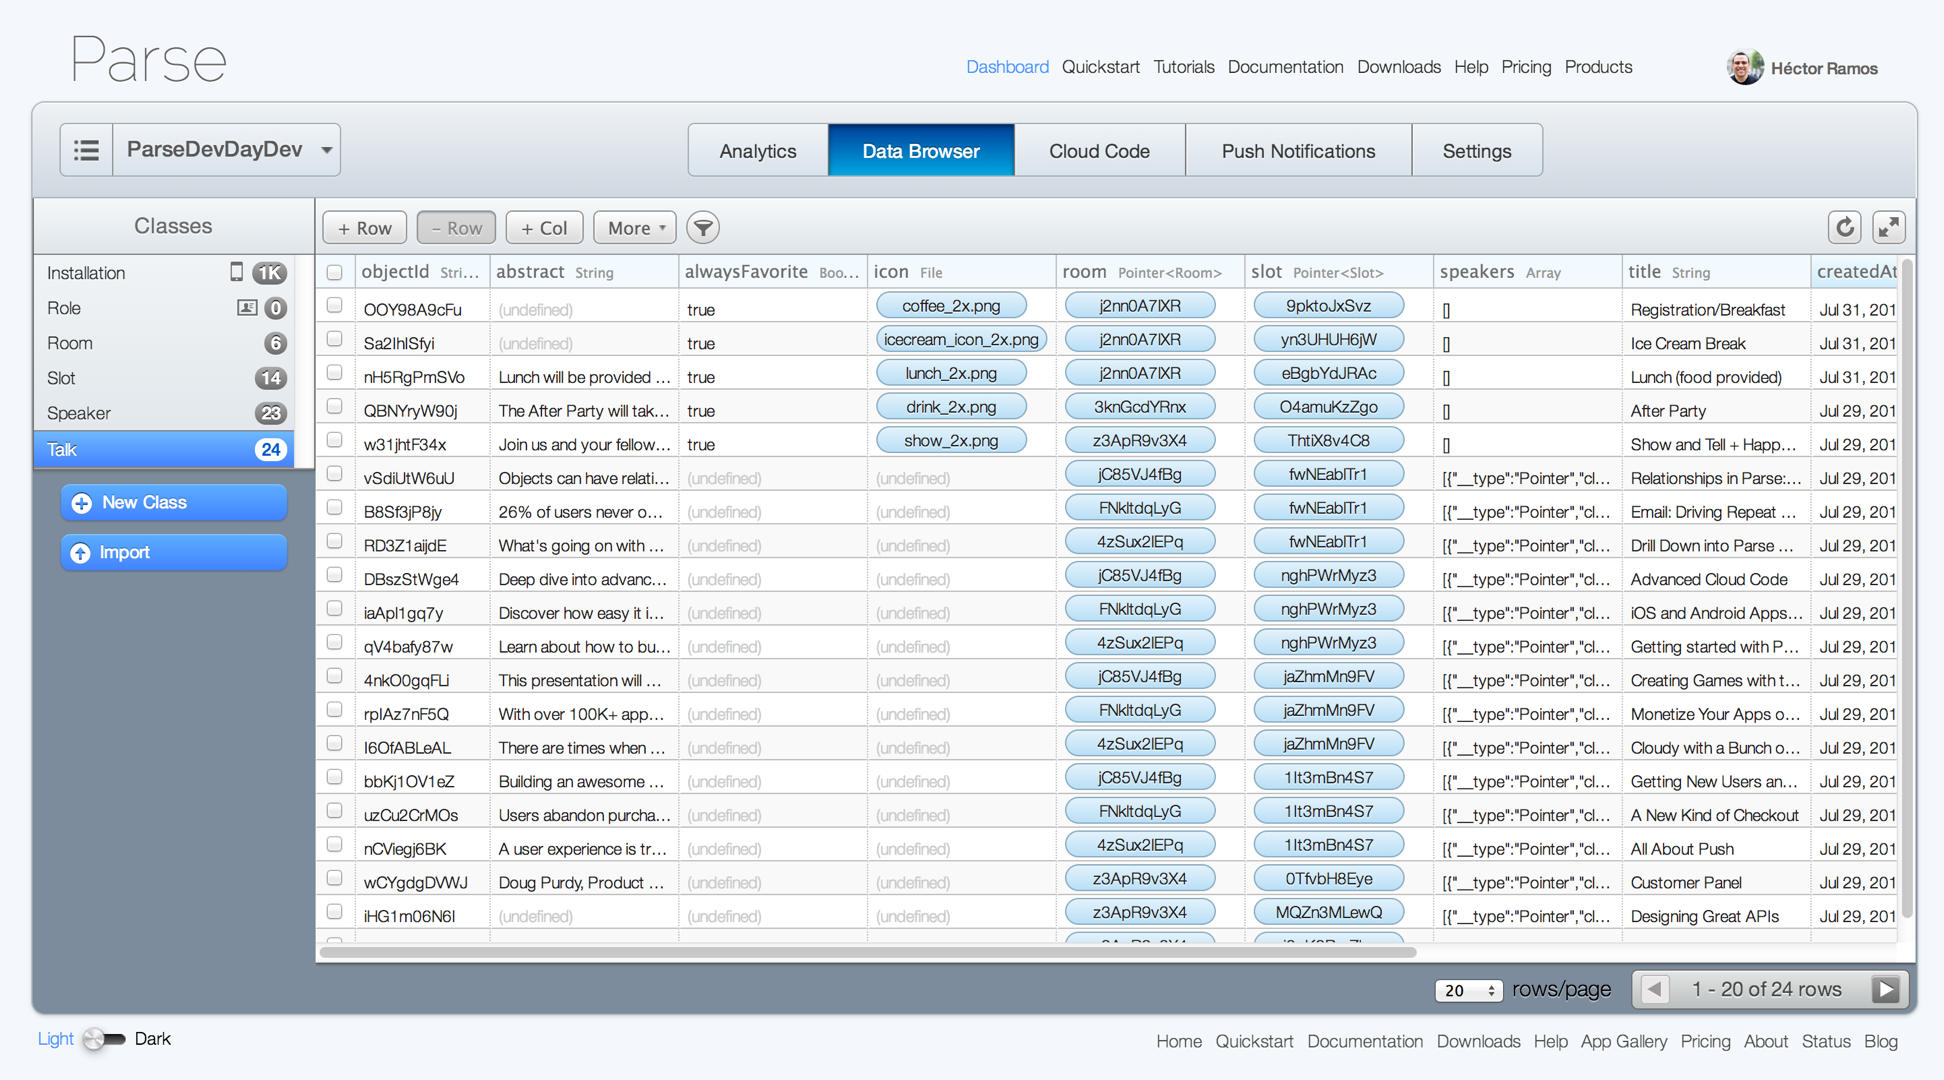 Parse
Dashboard Quickstart Tutorials Documentation Downloads Help Pricing Products
Héctor Ramos
ParseDevDayDev
Analytics Data Browser Cloud Code Push Notifications Settings
Classes
+ Row – Row + Col More
Installation 1K
Role 0
Room 6
Slot 14
Speaker 23
Talk 24
New Class
Import
objectId Stri... abstract String alwaysFavorite Boo... icon File room Pointer<Room> slot Pointer<Slot> speakers Array title String createdAt
OOY98A9cFu (undefined) true coffee_2x.png j2nn0A7IXR 9pktoJxSvz [] Registration/Breakfast Jul 31, 201
Sa2IhISfyi (undefined) true icecream_icon_2x.png j2nn0A7IXR yn3UHUH6jW [] Ice Cream Break Jul 31, 201
nH5RgPmSVo Lunch will be provided ... true lunch_2x.png j2nn0A7IXR eBgbYdJRAc [] Lunch (food provided) Jul 31, 201
QBNYryW90j The After Party will tak... true drink_2x.png 3knGcdYRnx O4amuKzZgo [] After Party Jul 29, 201
w31jhtF34x Join us and your fellow... true show_2x.png z3ApR9v3X4 ThtiX8v4C8 [] Show and Tell + Happ... Jul 29, 201
vSdiUtW6uU Objects can have relati... (undefined) (undefined) jC85VJ4fBg fwNEablTr1 [{"__type":"Pointer","cl... Relationships in Parse:... Jul 29, 201
B8Sf3jP8jy 26% of users never o... (undefined) (undefined) FNkltdqLyG fwNEablTr1 [{"__type":"Pointer","cl... Email: Driving Repeat ... Jul 29, 201
RD3Z1aijdE What's going on with ... (undefined) (undefined) 4zSux2lEPq fwNEablTr1 [{"__type":"Pointer","cl... Drill Down into Parse ... Jul 29, 201
DBszStWge4 Deep dive into advanc... (undefined) (undefined) jC85VJ4fBg nghPWrMyz3 [{"__type":"Pointer","cl... Advanced Cloud Code Jul 29, 201
iaApl1gq7y Discover how easy it i... (undefined) (undefined) FNkltdqLyG nghPWrMyz3 [{"__type":"Pointer","cl... iOS and Android Apps... Jul 29, 201
qV4bafy87w Learn about how to bu... (undefined) (undefined) 4zSux2lEPq nghPWrMyz3 [{"__type":"Pointer","cl... Getting started with P... Jul 29, 201
4nkO0gqFLi This presentation will ... (undefined) (undefined) jC85VJ4fBg jaZhmMn9FV [{"__type":"Pointer","cl... Creating Games with t... Jul 29, 201
rpIAz7nF5Q With over 100K+ app... (undefined) (undefined) FNkltdqLyG jaZhmMn9FV [{"__type":"Pointer","cl... Monetize Your Apps o... Jul 29, 201
I6OfABLeAL There are times when ... (undefined) (undefined) 4zSux2lEPq jaZhmMn9FV [{"__type":"Pointer","cl... Cloudy with a Bunch o... Jul 29, 201
bbKj1OV1eZ Building an awesome ... (undefined) (undefined) jC85VJ4fBg 1It3mBn4S7 [{"__type":"Pointer","cl... Getting New Users an... Jul 29, 201
uzCu2CrMOs Users abandon purcha... (undefined) (undefined) FNkltdqLyG 1It3mBn4S7 [{"__type":"Pointer","cl... A New Kind of Checkout Jul 29, 201
nCViegj6BK A user experience is tr... (undefined) (undefined) 4zSux2lEPq 1It3mBn4S7 [{"__type":"Pointer","cl... All About Push Jul 29, 201
wCYgdgDVWJ Doug Purdy, Product ... (undefined) (undefined) z3ApR9v3X4 0TfvbH8Eye [{"__type":"Pointer","cl... Customer Panel Jul 29, 201
iHG1m06N6I (undefined) (undefined) (undefined) z3ApR9v3X4 MQZn3MLewQ [{"__type":"Pointer","cl... Designing Great APIs Jul 29, 201
20 rows/page 1 - 20 of 24 rows
Light Dark
Home Quickstart Documentation Downloads Help App Gallery Pricing About Status Blog